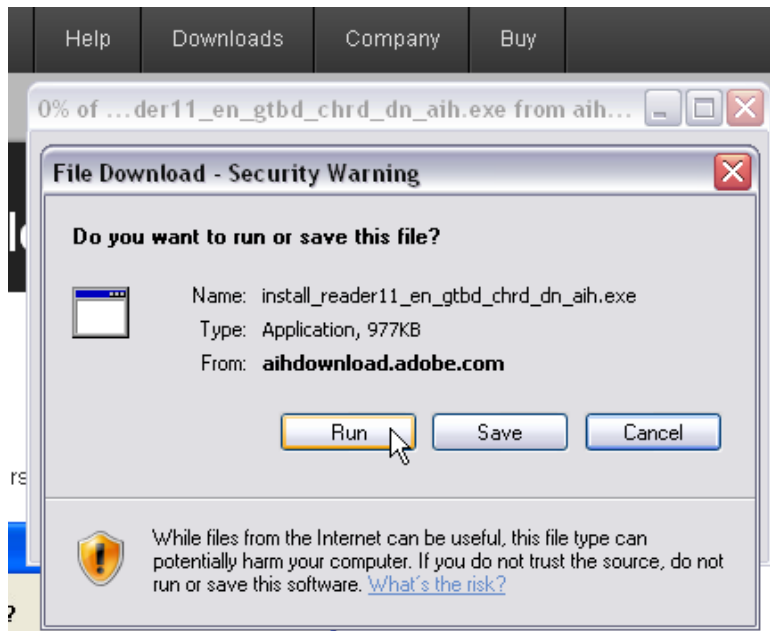 Help Downloads Company Buy
0% of ...der11_en_gtbd_chrd_dn_aih.exe from aih...
File Download - Security Warning
Do you want to run or save this file?
Name: install_reader11_en_gtbd_chrd_dn_aih.exe
Type: Application, 977KB
From: aihdownload.adobe.com
Run Save Cancel
rs
While files from the Internet can be useful, this file type can
potentially harm your computer. If you do not trust the source, do not
run or save this software. What's the risk?
?